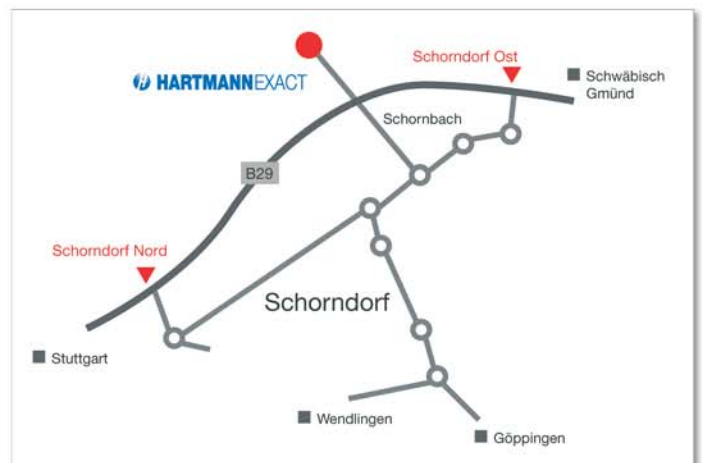 Schorndorf Ost
HARTMANNEXACT
Schwäbisch
Gmünd
Schornbach
B29
Schorndorf Nord
Schorndorf
Stuttgart
Wendlingen
Göppingen